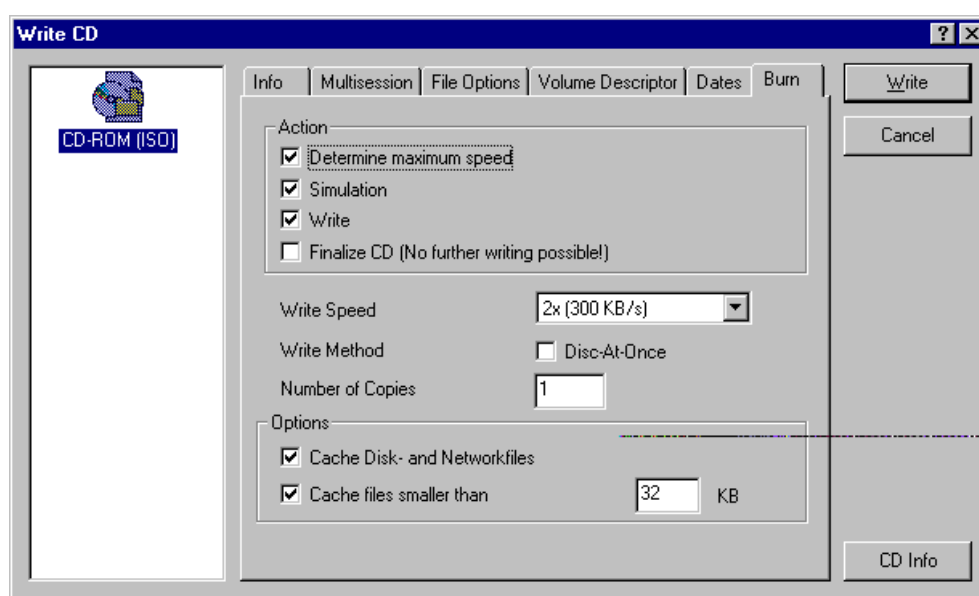 Write CD
CD-ROM (ISO)
Info Multisession File Options Volume Descriptor Dates Burn
Write
Cancel
Action
Determine maximum speed
Simulation
Write
Finalize CD (No further writing possible!)
Write Speed 2x (300 KB/s)
Write Method Disc-At-Once
Number of Copies 1
Options
Cache Disk- and Networkfiles
Cache files smaller than 32 KB
CD Info